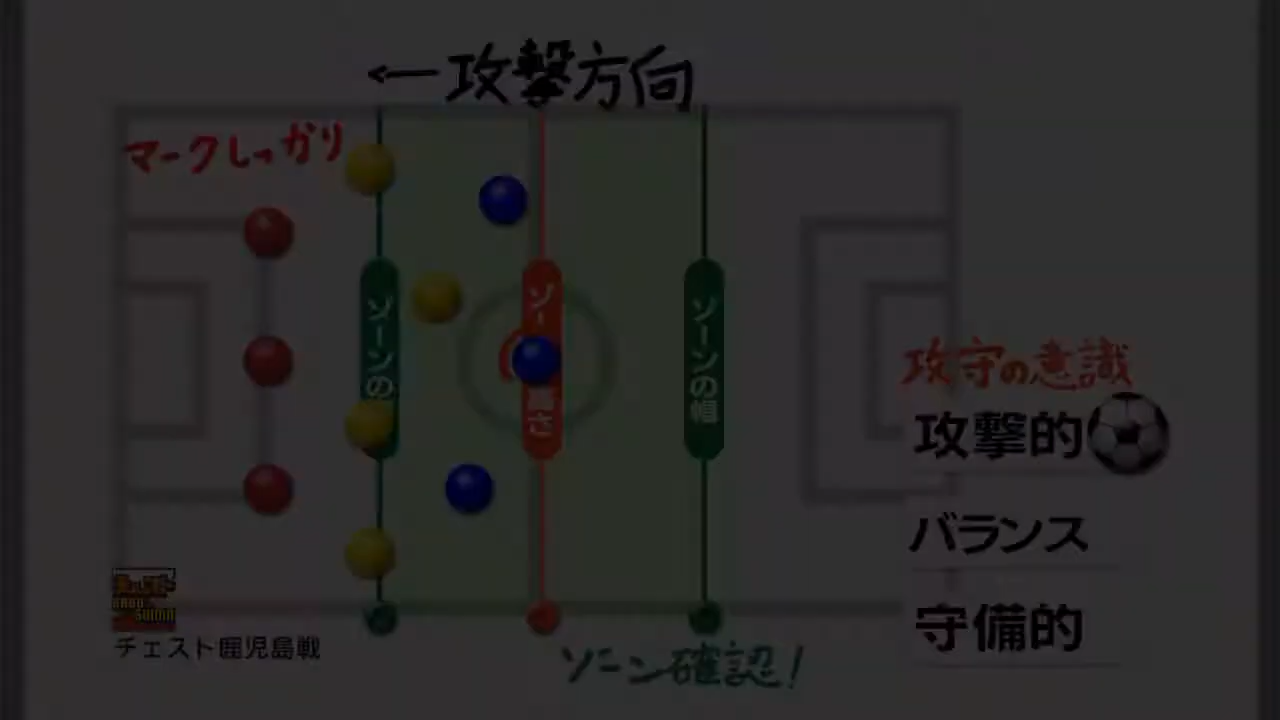 ←攻撃方向
マークしっかり
ゾーンの
ゾー
高さ
ゾーンの幅
攻守の意識
攻撃的
バランス
守備的
チェスト鹿児島戦
ゾーン確認!